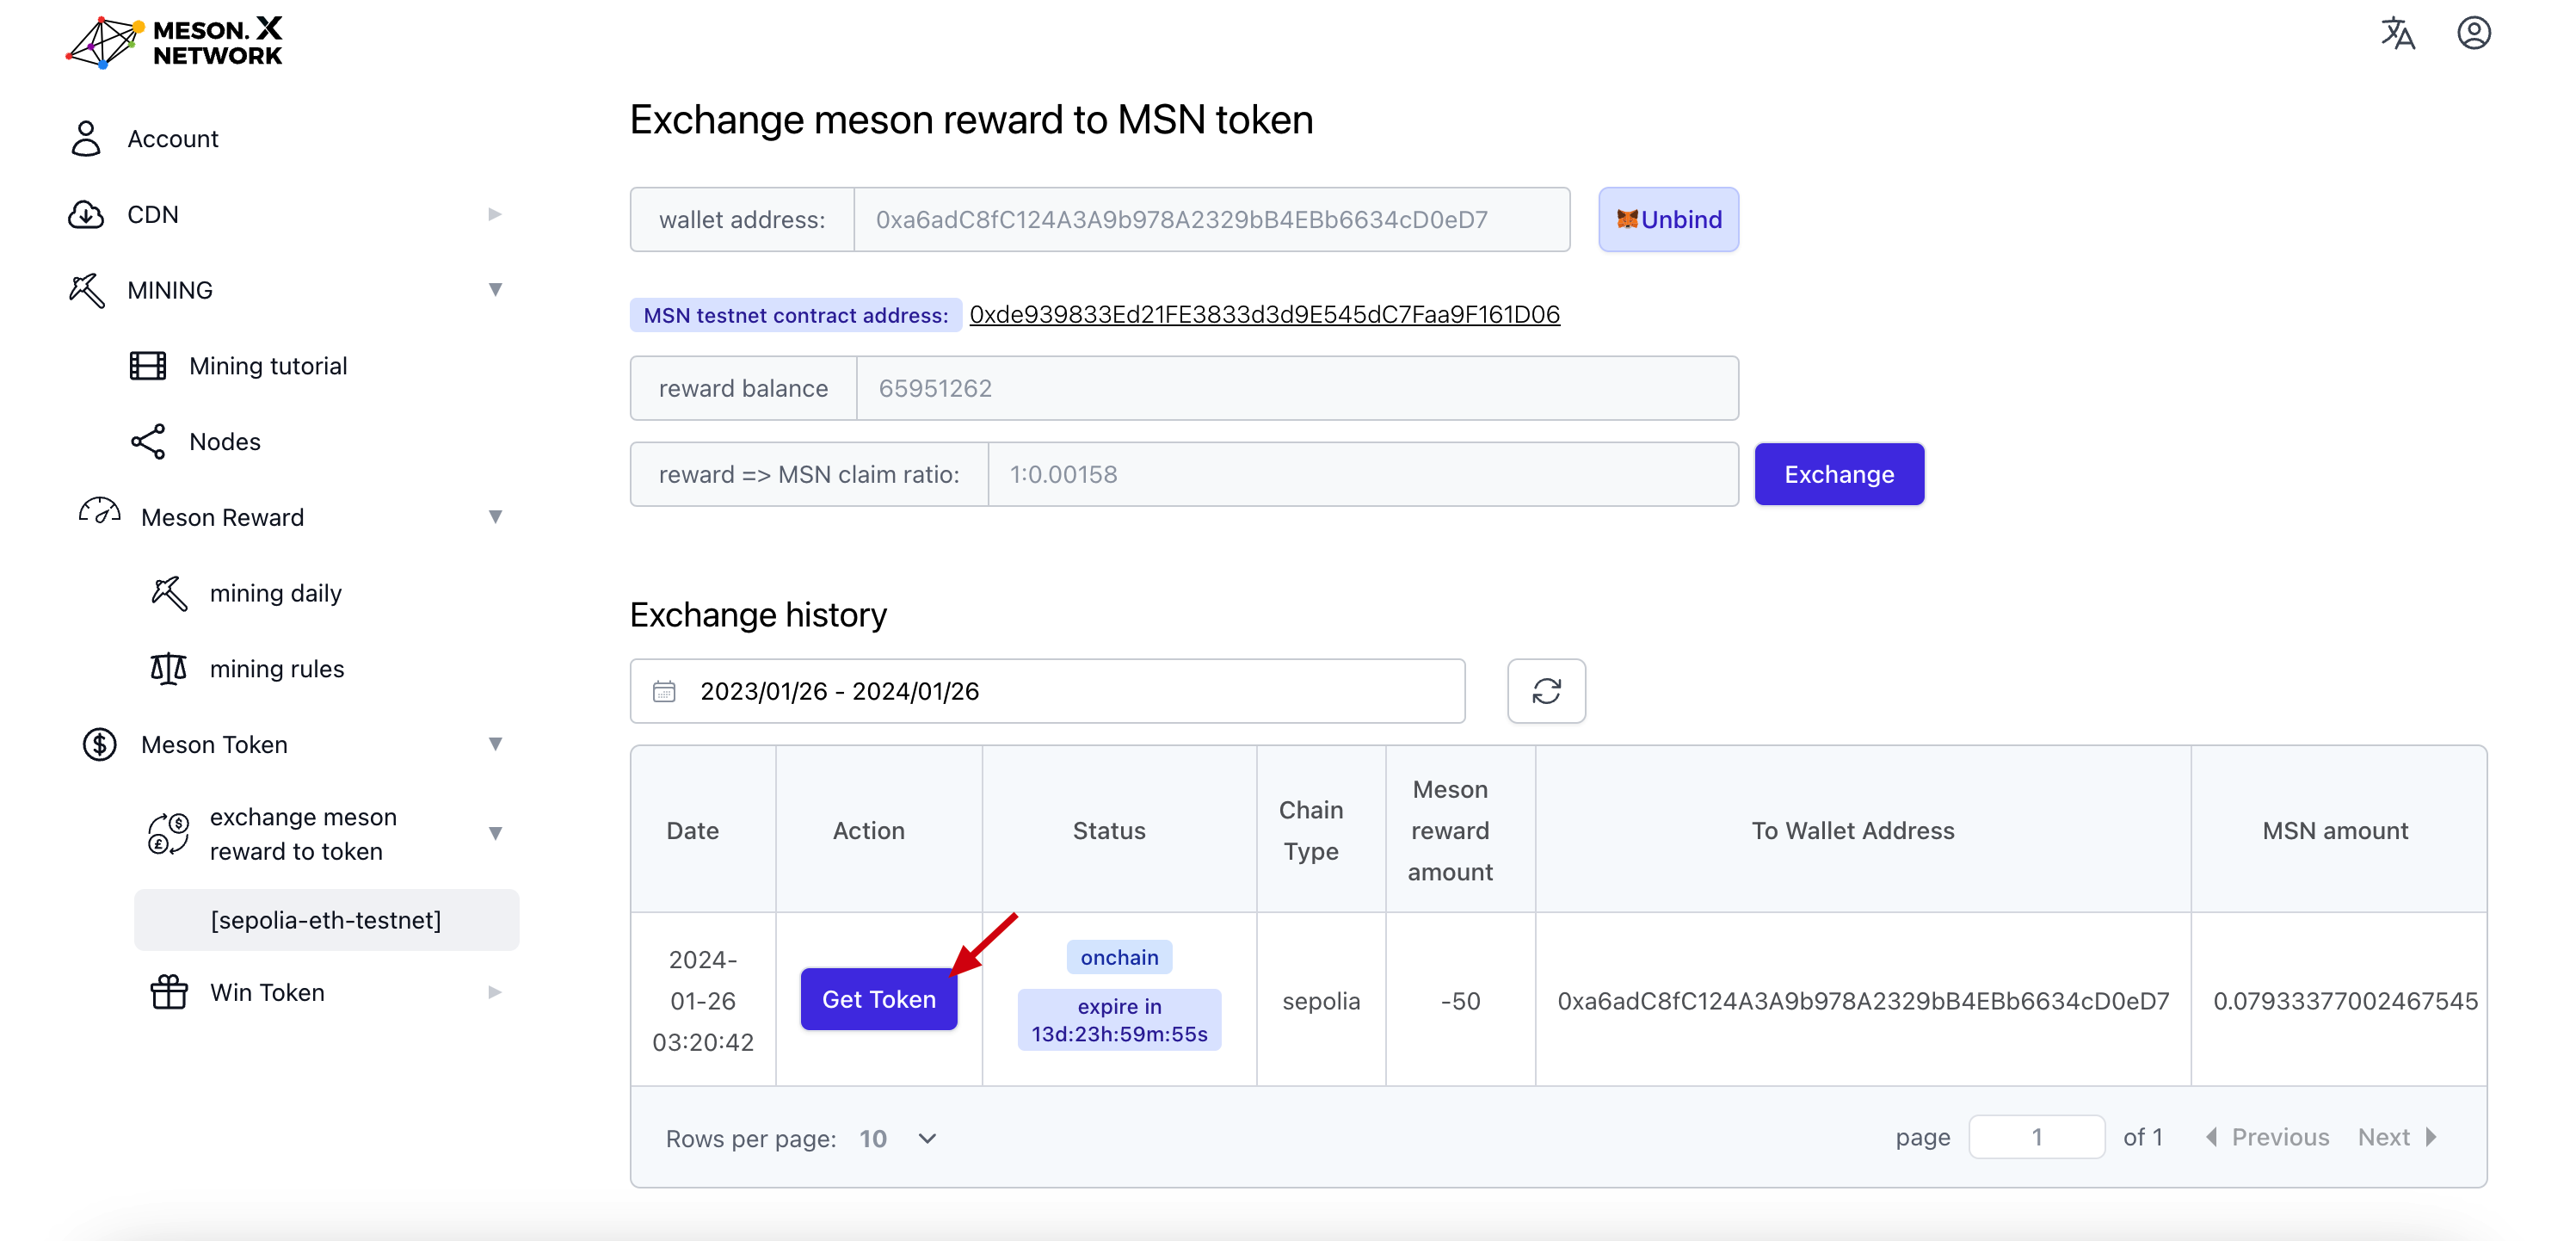 MESON. X
NETWORK
Account
CDN
MINING
Mining tutorial
Nodes
Meson Reward
mining daily
mining rules
Meson Token
exchange meson
reward to token
[sepolia-eth-testnet]
Win Token
Exchange meson reward to MSN token
wallet address: 0xa6adC8fC124A3A9b978A2329bB4EBb6634cD0eD7 Unbind
MSN testnet contract address: 0xde939833Ed21FE3833d3d9E545dC7Faa9F161D06
reward balance 65951262
reward => MSN claim ratio: 1:0.00158 Exchange
Exchange history
2023/01/26 - 2024/01/26
Date
Action
Status
Chain
Type
Meson
reward
amount
To Wallet Address
MSN amount
2024-
01-26
03:20:42
Get Token
onchain
expire in
13d:23h:59m:55s
sepolia
-50
0xa6adC8fC124A3A9b978A2329bB4EBb6634cD0eD7
0.07933377002467545
Rows per page: 10
page 1 of 1 Previous Next